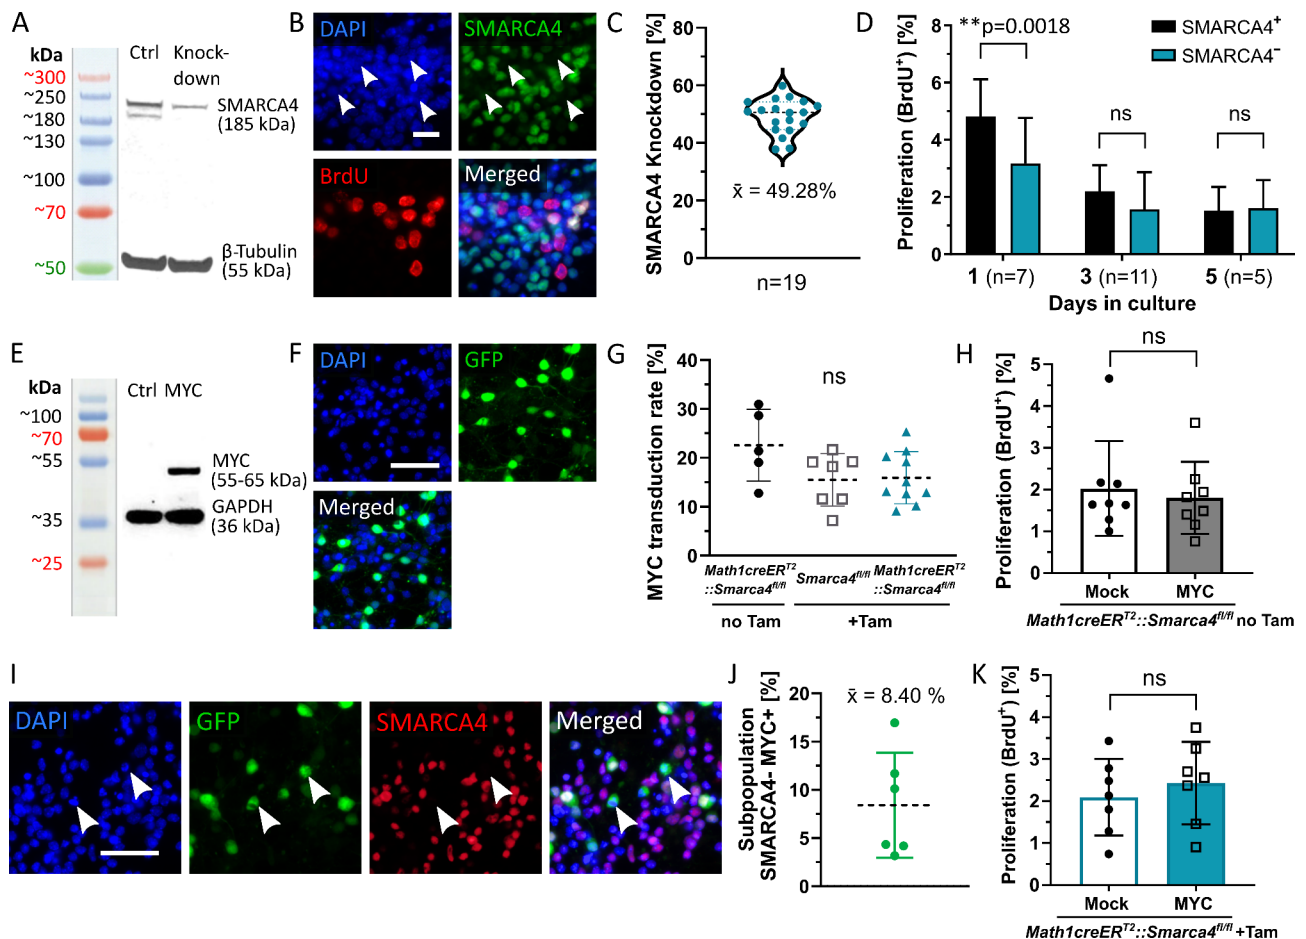 A
kDa
~300
~250
~180
~130
~100
~70
~50
Ctrl
Knock-
down
SMARCA4
(185 kDa)
β-Tubulin
(55 kDa)
B
DAPI
SMARCA4
BrdU
Merged
C
SMARCA4 Knockdown [%]
80
60
40
20
0
x̄ = 49.28%
n=19
D
Proliferation (BrdU⁺) [%]
8
6
4
2
0
**p=0.0018
ns
ns
SMARCA4⁺
SMARCA4⁻
1 (n=7)
3 (n=11)
5 (n=5)
Days in culture
E
kDa
~100
~70
~55
~35
~25
Ctrl MYC
MYC
(55-65 kDa)
GAPDH
(36 kDa)
F
DAPI
GFP
Merged
G
MYC transduction rate [%]
40
30
20
10
0
ns
Math1creERᵀ²
::Smarca4ᶠˡ/ᶠˡ
Smarca4ᶠˡ/ᶠˡ
Math1creERᵀ²
::Smarca4ᶠˡ/ᶠˡ
no Tam
+Tam
H
Proliferation (BrdU⁺) [%]
5
4
3
2
1
0
ns
Mock
MYC
Math1creERᵀ²::Smarca4ᶠˡ/ᶠˡ no Tam
I
DAPI
GFP
SMARCA4
Merged
J
Subpopulation
SMARCA4- MYC+ [%]
20
15
10
5
0
x̄ = 8.40 %
K
Proliferation (BrdU⁺) [%]
5
4
3
2
1
0
ns
Mock
MYC
Math1creERᵀ²::Smarca4ᶠˡ/ᶠˡ +Tam